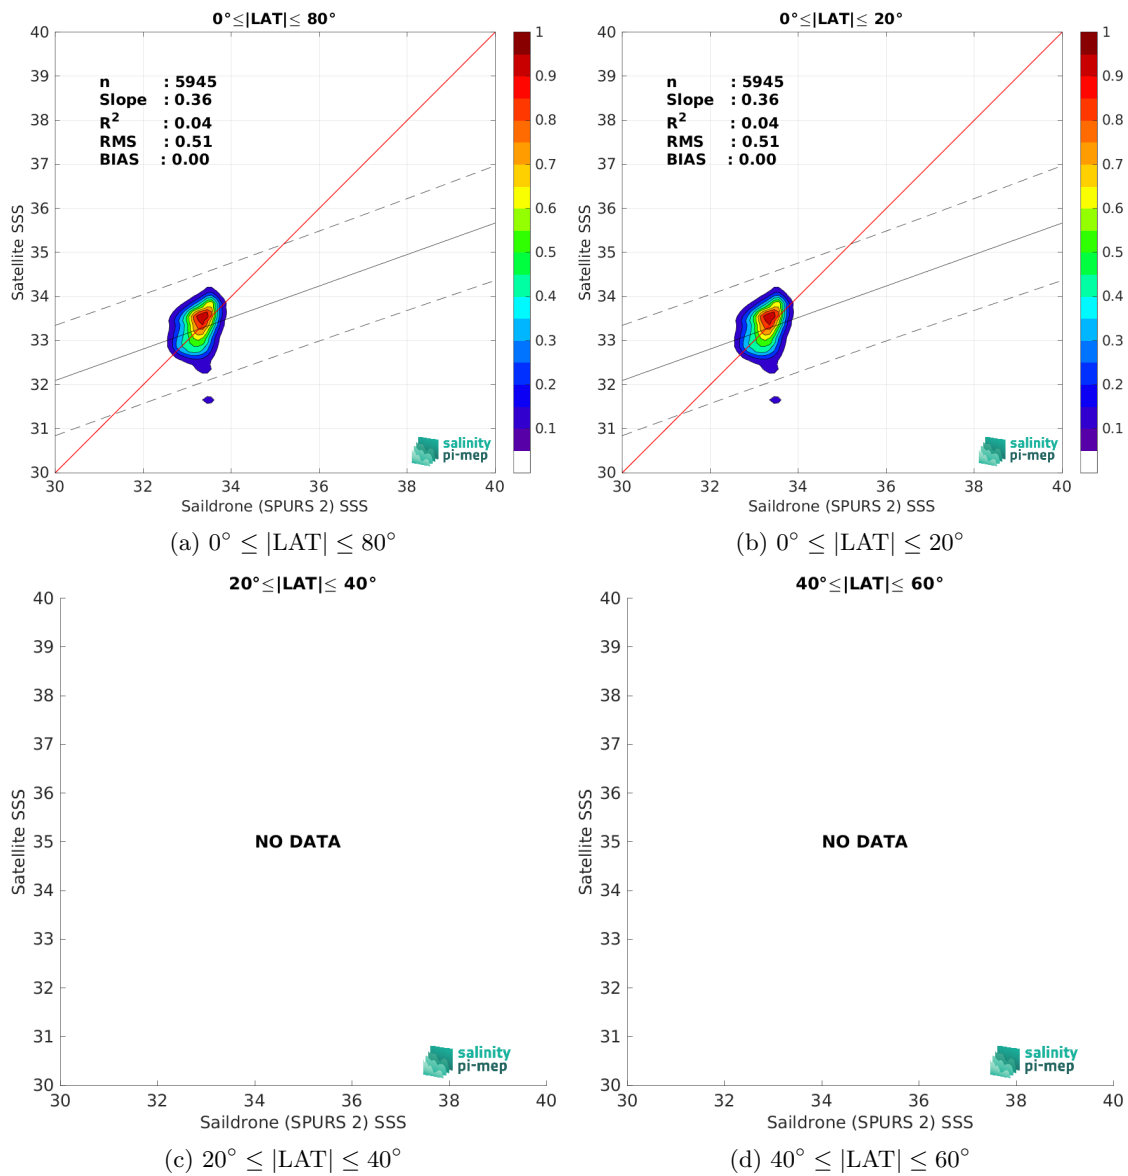 0°≤|LAT|≤ 80°
40
39
38
37
36
35
34
33
32
31
30
Satellite SSS
n : 5945
Slope : 0.36
R² : 0.04
RMS : 0.51
BIAS : 0.00
salinity
pi-mep
30 32 34 36 38 40
Saildrone (SPURS 2) SSS
1
0.9
0.8
0.7
0.6
0.5
0.4
0.3
0.2
0.1
(a) 0° ≤ |LAT| ≤ 80°
0°≤|LAT|≤ 20°
40
39
38
37
36
35
34
33
32
31
30
Satellite SSS
n : 5945
Slope : 0.36
R² : 0.04
RMS : 0.51
BIAS : 0.00
salinity
pi-mep
30 32 34 36 38 40
Saildrone (SPURS 2) SSS
1
0.9
0.8
0.7
0.6
0.5
0.4
0.3
0.2
0.1
(b) 0° ≤ |LAT| ≤ 20°
20°≤|LAT|≤ 40°
40
39
38
37
36
35
34
33
32
31
30
Satellite SSS
NO DATA
salinity
pi-mep
30 32 34 36 38 40
Saildrone (SPURS 2) SSS
(c) 20° ≤ |LAT| ≤ 40°
40°≤|LAT|≤ 60°
40
39
38
37
36
35
34
33
32
31
30
Satellite SSS
NO DATA
salinity
pi-mep
30 32 34 36 38 40
Saildrone (SPURS 2) SSS
(d) 40° ≤ |LAT| ≤ 60°